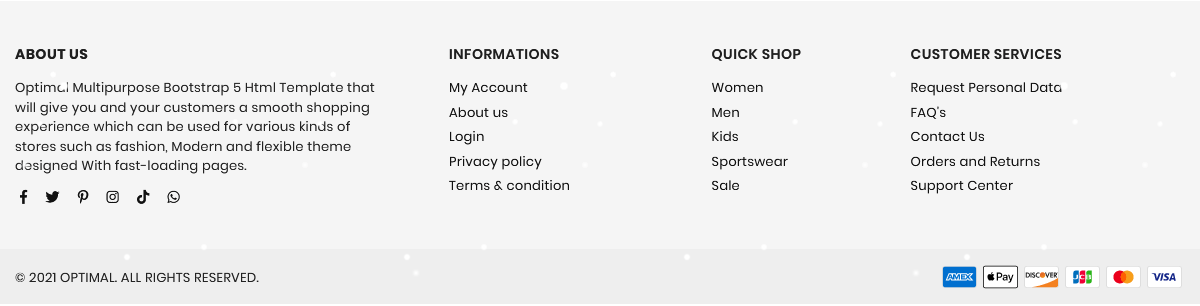 ABOUT US
Optimal Multipurpose Bootstrap 5 Html Template that
will give you and your customers a smooth shopping
experience which can be used for various kinds of
stores such as fashion, Modern and flexible theme
designed With fast-loading pages.
INFORMATIONS
My Account
About us
Login
Privacy policy
Terms & condition
QUICK SHOP
Women
Men
Kids
Sportswear
Sale
CUSTOMER SERVICES
Request Personal Data
FAQ's
Contact Us
Orders and Returns
Support Center
© 2021 OPTIMAL. ALL RIGHTS RESERVED.
AMEX Pay DISCOVER JCB VISA